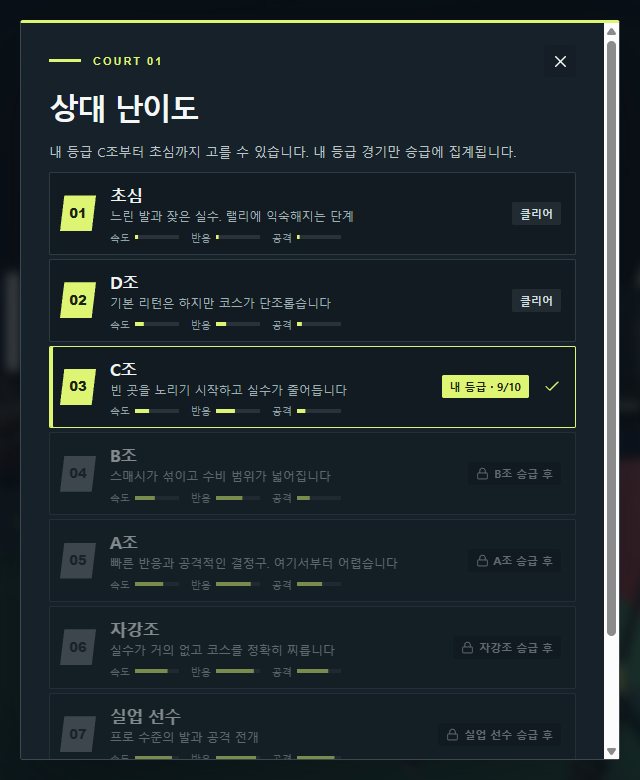 COURT 01
상대 난이도
내 등급 C조부터 초심까지 고를 수 있습니다. 내 등급 경기만 승급에 집계됩니다.
01
초심
느린 발과 잦은 실수. 랠리에 익숙해지는 단계
속도 반응 공격
클리어
02
D조
기본 리턴은 하지만 코스가 단조롭습니다
속도 반응 공격
클리어
03
C조
빈 곳을 노리기 시작하고 실수가 줄어듭니다
속도 반응 공격
내 등급 · 9/10
04
B조
스매시가 섞이고 수비 범위가 넓어집니다
속도 반응 공격
B조 승급 후
05
A조
빠른 반응과 공격적인 결정구. 여기서부터 어렵습니다
속도 반응 공격
A조 승급 후
06
자강조
실수가 거의 없고 코스를 정확히 찌릅니다
속도 반응 공격
자강조 승급 후
07
실업 선수
프로 수준의 발과 공격 전개
속도 반응 공격
실업 선수 승급 후